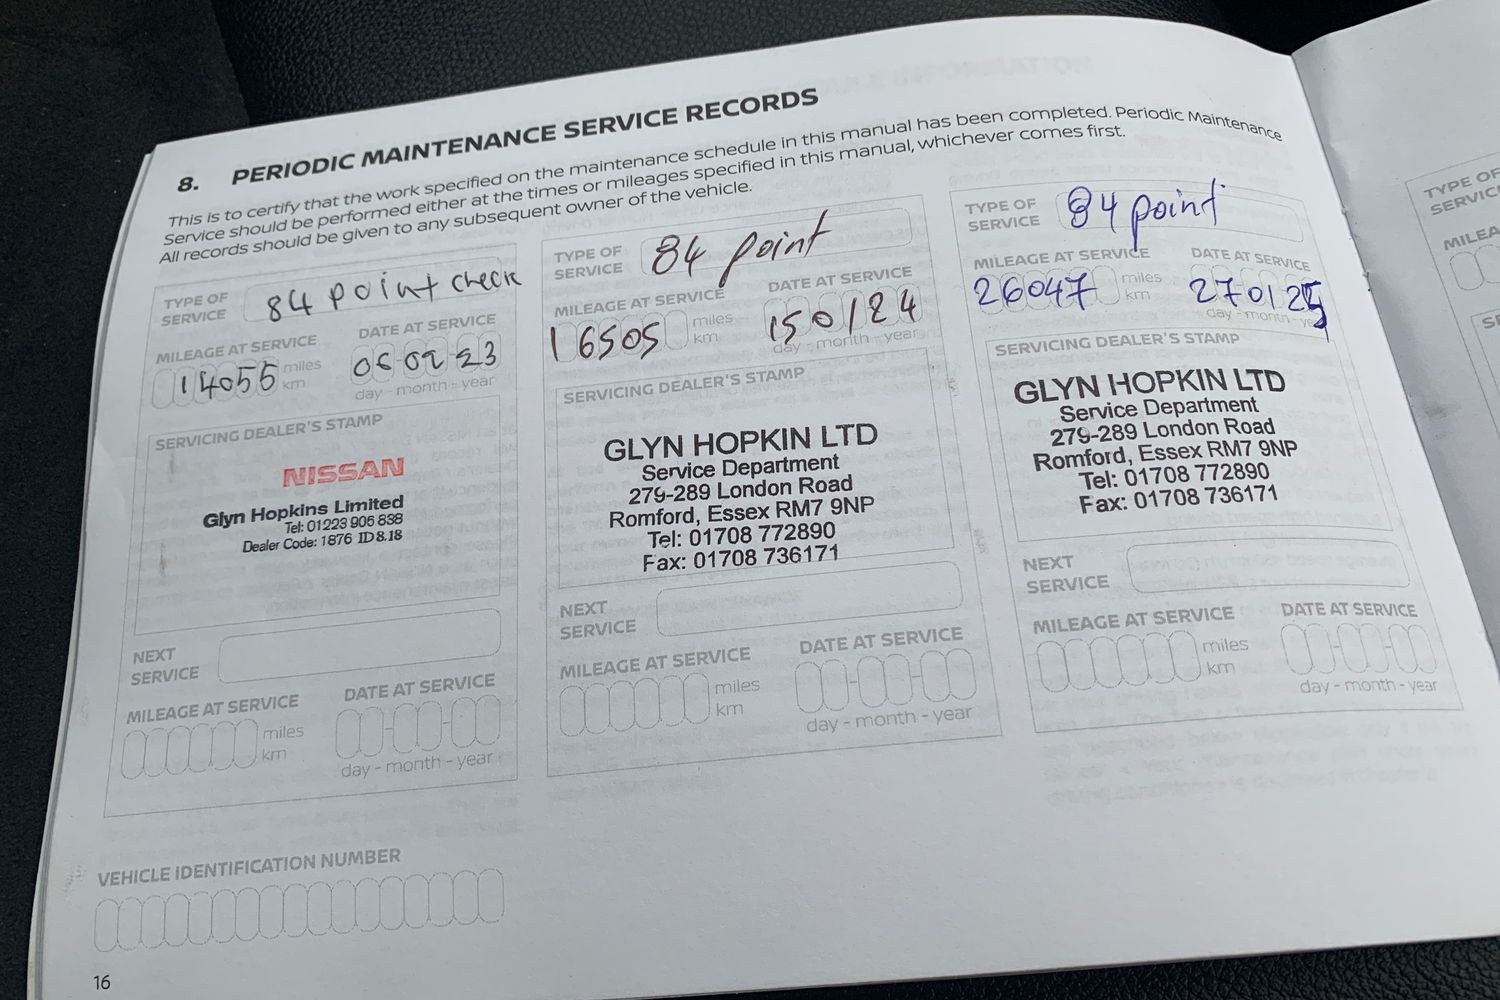 8. PERIODIC MAINTENANCE SERVICE RECORDS
This is to certify that the work specified on the maintenance schedule in this manual has been completed. Periodic Maintenance
Service should be performed either at the times or mileages specified in this manual, whichever comes first.
All records should be given to any subsequent owner of the vehicle.
TYPE OF
SERVICE
84 point check
MILEAGE AT SERVICE
14055
miles
km
DATE AT SERVICE
23
day - month - year
SERVICING DEALER'S STAMP
NISSAN
Glyn Hopkins Limited
Tel: 01223 905 838
Dealer Code: 1876 ID 8.18
NEXT
SERVICE
MILEAGE AT SERVICE
miles
km
DATE AT SERVICE
day - month - year
TYPE OF
SERVICE
84 point
MILEAGE AT SERVICE
16505
miles
km
DATE AT SERVICE
150124
day - month - year
SERVICING DEALER'S STAMP
GLYN HOPKIN LTD
Service Department
279-289 London Road
Romford, Essex RM7 9NP
Tel: 01708 772890
Fax: 01708 736171
NEXT
SERVICE
MILEAGE AT SERVICE
miles
km
DATE AT SERVICE
day - month - year
TYPE OF
SERVICE
84 point
MILEAGE AT SERVICE
26047
miles
km
DATE AT SERVICE
270125
day - month - year
SERVICING DEALER'S STAMP
GLYN HOPKIN LTD
Service Department
279-289 London Road
Romford, Essex RM7 9NP
Tel: 01708 772890
Fax: 01708 736171
NEXT
SERVICE
MILEAGE AT SERVICE
miles
km
DATE AT SERVICE
day - month - year
VEHICLE IDENTIFICATION NUMBER
16
TYPE OF